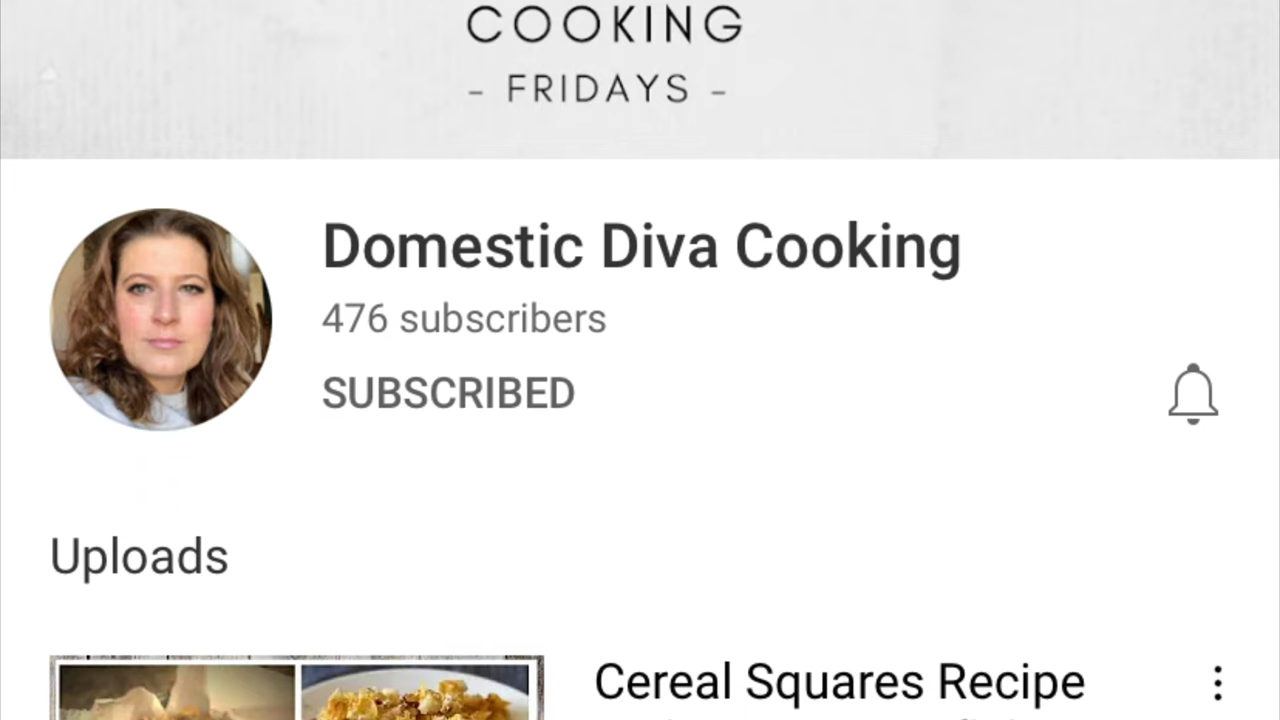 COOKING
- FRIDAYS -
Domestic Diva Cooking
476 subscribers
SUBSCRIBED
Uploads
Cereal Squares Recipe